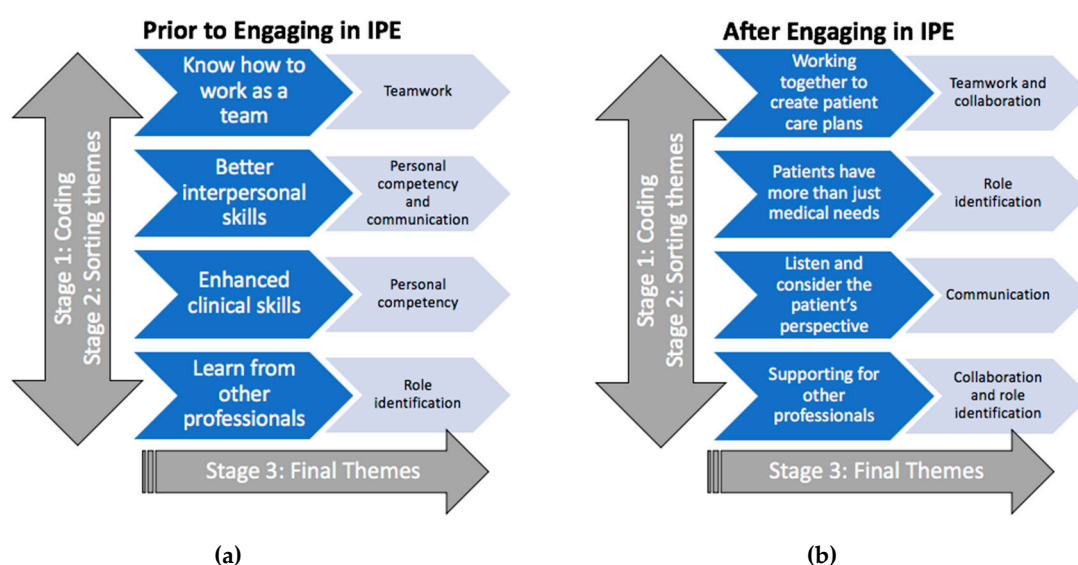 Prior to Engaging in IPE
Know how to
work as a
team
Teamwork
Better
interpersonal
skills
Personal
competency
and
communication
Enhanced
clinical skills
Personal
competency
Learn from
other
professionals
Role
identification
Stage 1: Coding
Stage 2: Sorting themes
Stage 3: Final Themes
(a)
After Engaging in IPE
Working
together to
create patient
care plans
Teamwork and
collaboration
Patients have
more than just
medical needs
Role
identification
Listen and
consider the
patient's
perspective
Communication
Supporting for
other
professionals
Collaboration
and role
identification
Stage 1: Coding
Stage 2: Sorting themes
Stage 3: Final Themes
(b)